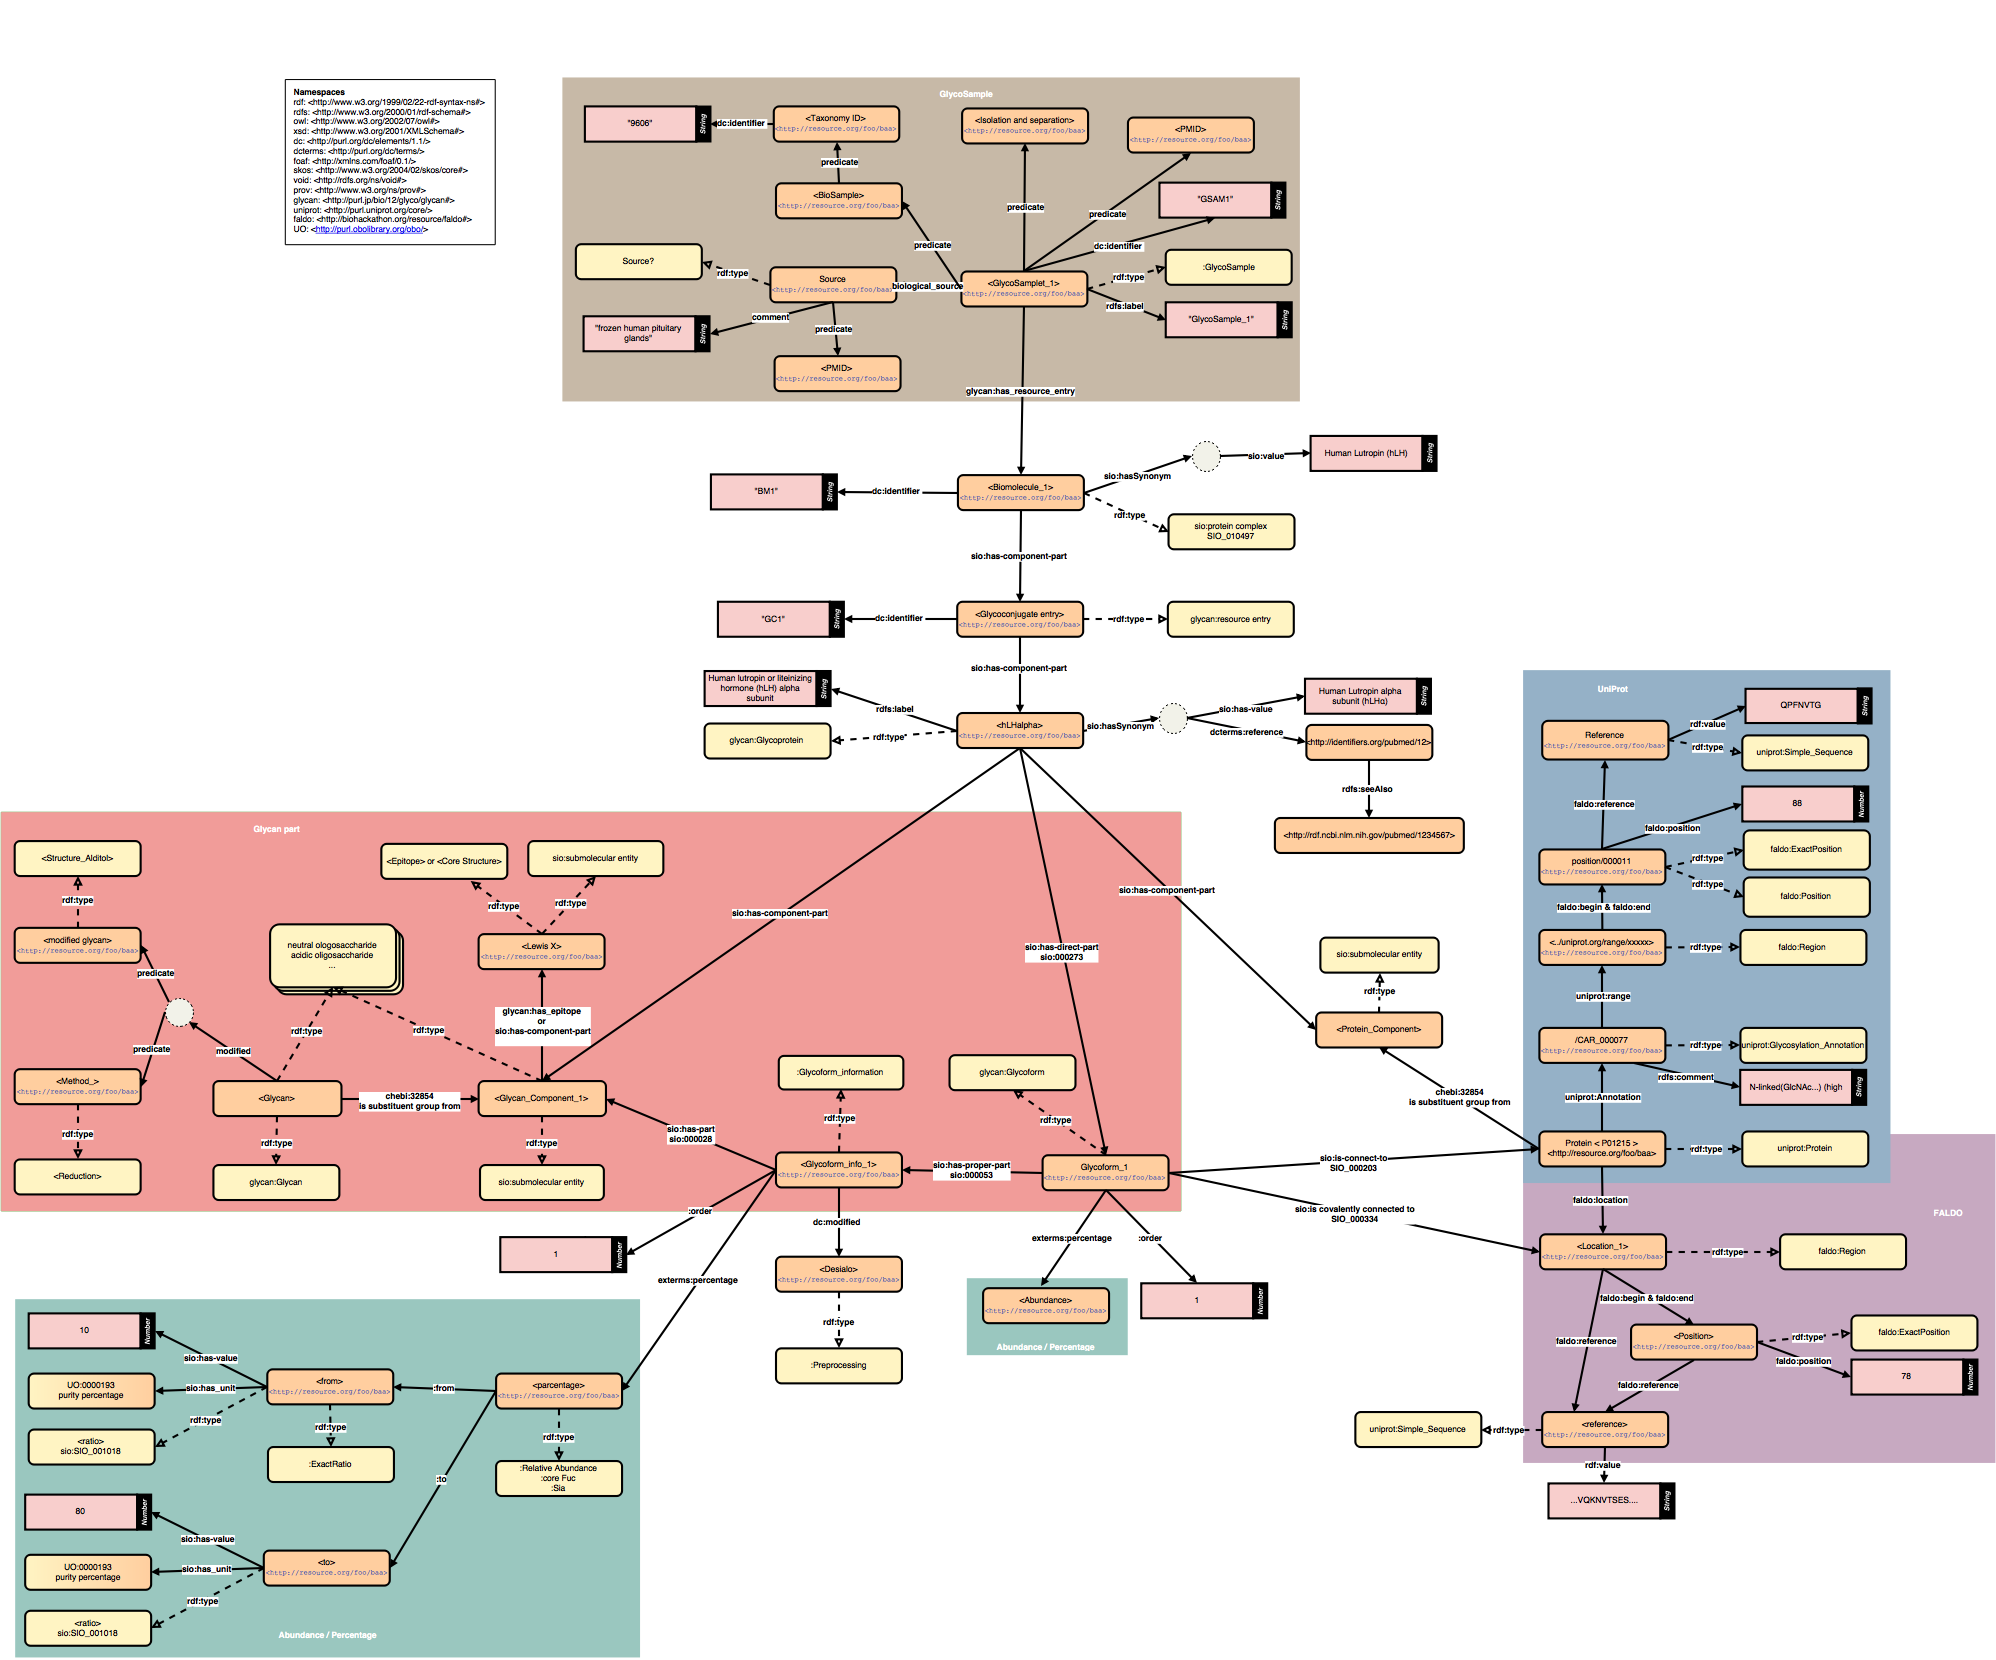 Namespaces
rdf: <http://www.w3.org/1999/02/22-rdf-syntax-ns#>
rdfs: <http://www.w3.org/2000/01/rdf-schema#>
owl: <http://www.w3.org/2002/07/owl#>
xsd: <http://www.w3.org/2001/XMLSchema#>
dc: <http://purl.org/dc/elements/1.1/>
dcterms: <http://purl.org/dc/terms/>
foaf: <http://xmlns.com/foaf/0.1/>
skos: <http://www.w3.org/2004/02/skos/core#>
void: <http://rdfs.org/ns/void#>
prov: <http://www.w3.org/ns/prov#>
glycan: <http://purl.jp/bio/12/glyco/glycan#>
uniprot: <http://purl.uniprot.org/core/>
faldo: <http://biohackathon.org/resource/faldo#>
UO: <http://purl.obolibrary.org/obo/>
GlycoSample
"9606"
String
dc:identifier
<Taxonomy ID>
<http://resource.org/foo/baa>
<Isolation and separation>
<http://resource.org/foo/baa>
<PMID>
<http://resource.org/foo/baa>
predicate
<BioSample>
<http://resource.org/foo/baa>
predicate
predicate
"GSAM1"
String
predicate
dc:identifier
Source?
rdf:type
Source
<http://resource.org/foo/baa>
biological_source
<GlycoSamplet_1>
<http://resource.org/foo/baa>
rdf:type
:GlycoSample
rdfs:label
"GlycoSample_1"
String
"frozen human pituitary
glands"
String
comment
predicate
<PMID>
<http://resource.org/foo/baa>
glycan:has_resource_entry
"BM1"
String
dc:identifier
<Biomolecule_1>
<http://resource.org/foo/baa>
sio:hasSynonym
sio:value
Human Lutropin (hLH)
String
rdf:type
sio:protein complex
SIO_010497
sio:has-component-part
"GC1"
String
dc:identifier
<Glycoconjugate entry>
<http://resource.org/foo/baa>
rdf:type
glycan:resource entry
sio:has-component-part
Human lutropin or liteinizing
hormone (hLH) alpha
subunit
String
rdfs:label
glycan:Glycoprotein
rdf:type"
<hLHalpha>
<http://resource.org/foo/baa>
sio:hasSynonym
sio:has-value
Human Lutropin alpha
subunit (hLHα)
String
dcterms:reference
<http://identifiers.org/pubmed/12>
rdfs:seeAlso
<http://rdf.ncbi.nlm.nih.gov/pubmed/1234567>
sio:has-component-part
sio:has-direct-part
sio:000273
sio:has-component-part
sio:submolecular entity
rdf:type
<Protein_Component>
chebi:32854
is substituent group from
UniProt
Reference
<http://resource.org/foo/baa>
rdf:value
QPFNVTG
String
rdf:type
uniprot:Simple_Sequence
faldo:reference
88
Number
faldo:position
position/000011
<http://resource.org/foo/baa>
rdf:type
faldo:ExactPosition
rdf:type
faldo:Position
faldo:begin & faldo:end
<../uniprot.org/range/xxxxx>
<http://resource.org/foo/baa>
rdf:type
faldo:Region
uniprot:range
/CAR_000077
<http://resource.org/foo/baa>
rdf:type
uniprot:Glycosylation_Annotation
rdfs:comment
N-linked(GlcNAc...) (high
String
uniprot:Annotation
Protein < P01215 >
<http://resource.org/foo/baa>
rdf:type
uniprot:Protein
Glycan part
<Structure_Alditol>
rdf:type
<modified glycan>
<http://resource.org/foo/baa>
predicate
predicate
<Method_>
<http://resource.org/foo/baa>
rdf:type
<Reduction>
modified
neutral ologosaccharide
acidic oligosaccharide
...
rdf:type
rdf:type
<Glycan>
rdf:type
glycan:Glycan
chebi:32854
is substituent group from
<Epitope> or <Core Structure>
sio:submolecular entity
rdf:type
rdf:type
<Lewis X>
<http://resource.org/foo/baa>
glycan:has_epitope
or
sio:has-component-part
<Glycan_Component_1>
rdf:type
sio:submolecular entity
sio:has-part
sio:000028
:Glycoform_information
rdf:type
<Glycoform_info_1>
<http://resource.org/foo/baa>
glycan:Glycoform
rdf:type
sio:has-proper-part
sio:000053
Glycoform_1
<http://resource.org/foo/baa>
sio:is-connect-to
SIO_000203
sio:is covalently connected to
SIO_000334
:order
1
Number
dc:modified
<Desialo>
<http://resource.org/foo/baa>
rdf:type
:Preprocessing
exterms:percentage
exterms:percentage
:order
<Abundance>
<http://resource.org/foo/baa>
Abundance / Percentage
1
Number
FALDO
faldo:location
<Location_1>
<http://resource.org/foo/baa>
rdf:type
faldo:Region
faldo:begin & faldo:end
faldo:reference
<Position>
<http://resource.org/foo/baa>
rdf:type"
faldo:ExactPosition
faldo:position
78
Number
faldo:reference
uniprot:Simple_Sequence
rdf:type
<reference>
<http://resource.org/foo/baa>
rdf:value
...VQKNVTSES....
String
10
Number
sio:has-value
UO:0000193
purity percentage
sio:has_unit
<from>
<http://resource.org/foo/baa>
:from
<parcentage>
<http://resource.org/foo/baa>
rdf:type
<ratio>
sio:SIO_001018
rdf:type
:ExactRatio
rdf:type
:Relative Abundance
:core Fuc
:Sia
:to
80
Number
sio:has-value
UO:0000193
purity percentage
sio:has_unit
<to>
<http://resource.org/foo/baa>
rdf:type
<ratio>
sio:SIO_001018
Abundance / Percentage